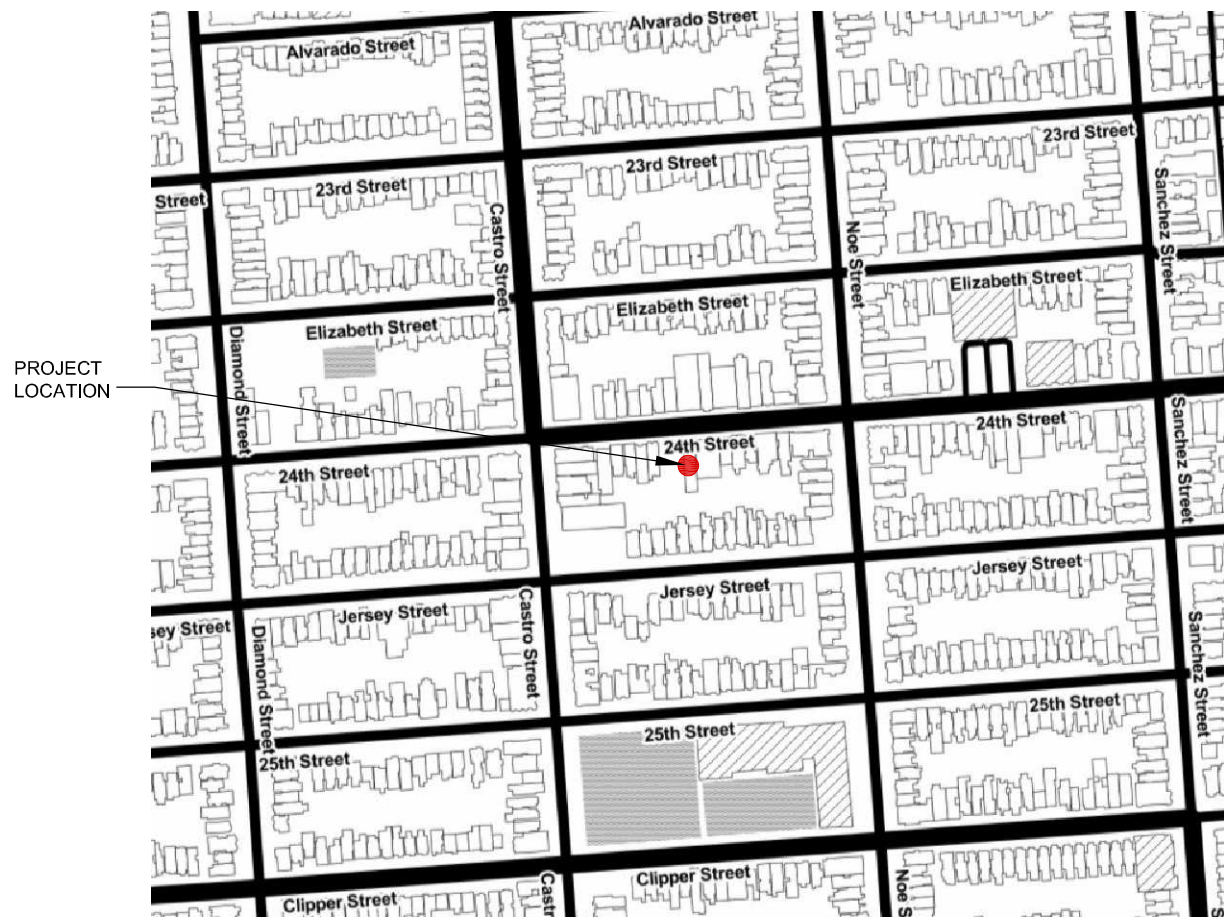 Alvarado Street
Alvarado Street
23rd Street
23rd Street
23rd Street
Street
Castro Street
Noe Street
Sanchez Street
Elizabeth Street
Elizabeth Street
Elizabeth Street
Diamond Street
PROJECT
LOCATION
24th Street
24th Street
24th Street
Sanchez Street
Jersey Street
Jersey Street
Jersey Street
sey Street
Diamond Street
Castro Street
Sanchez Street
25th Street
25th Street
25th Street
Clipper Street
Clipper Street
Castr
Noe S
S